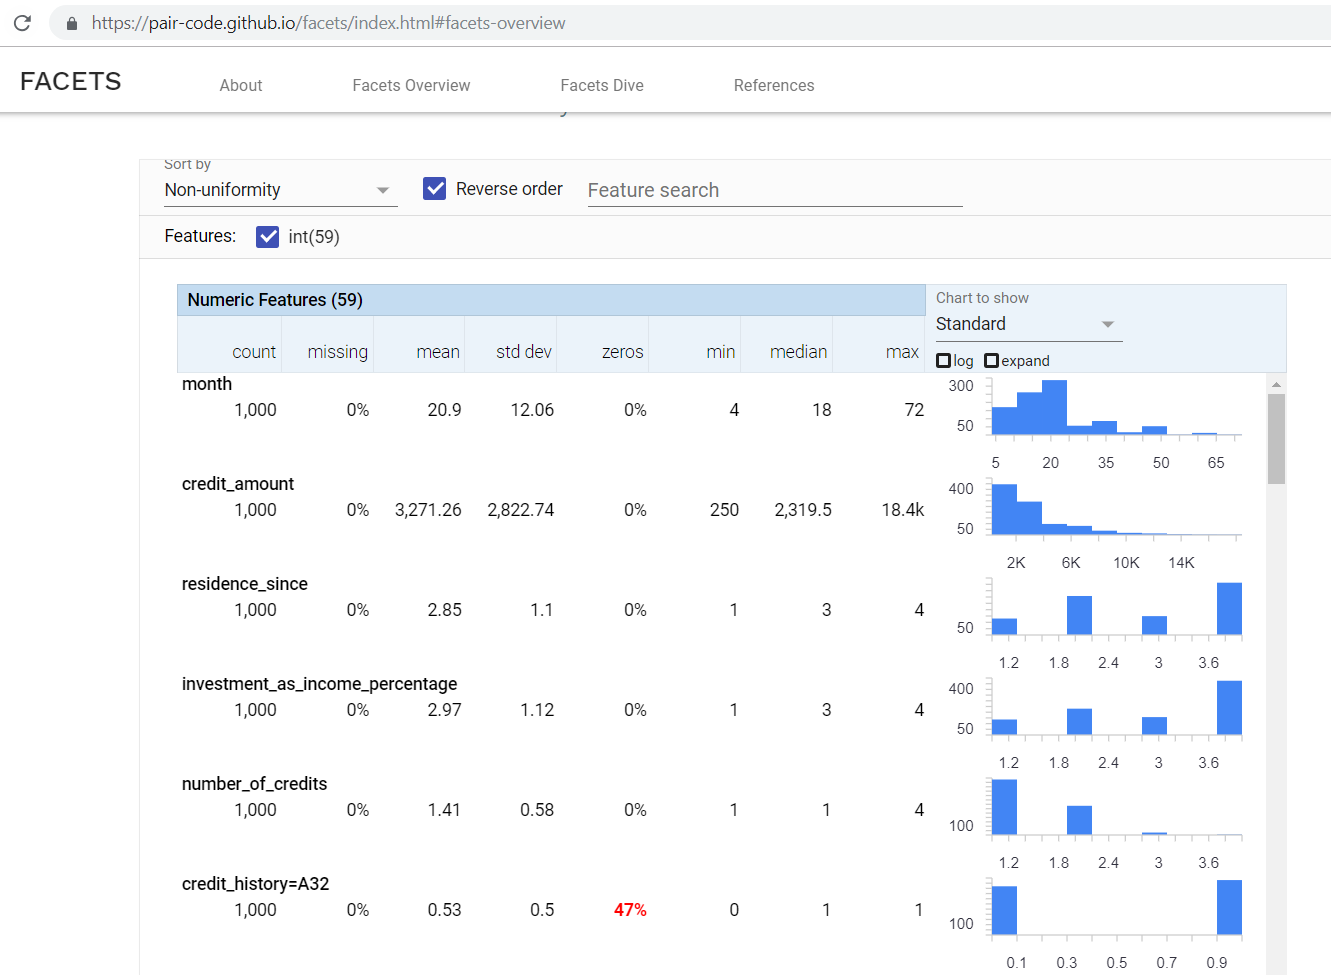 https://pair-code.github.io/facets/index.html#facets-overview
FACETS About Facets Overview Facets Dive References
Sort by
Non-uniformity Reverse order Feature search
Features: int(59)
Numeric Features (59) Chart to show
Standard
count missing mean std dev zeros min median max
log expand
month
1,000 0% 20.9 12.06 0% 4 18 72
300
50
5 20 35 50 65
credit_amount
1,000 0% 3,271.26 2,822.74 0% 250 2,319.5 18.4k
400
50
2K 6K 10K 14K
residence_since
1,000 0% 2.85 1.1 0% 1 3 4
50
1.2 1.8 2.4 3 3.6
investment_as_income_percentage
1,000 0% 2.97 1.12 0% 1 3 4
400
50
1.2 1.8 2.4 3 3.6
number_of_credits
1,000 0% 1.41 0.58 0% 1 1 4
100
1.2 1.8 2.4 3 3.6
credit_history=A32
1,000 0% 0.53 0.5 47% 0 1 1
100
0.1 0.3 0.5 0.7 0.9